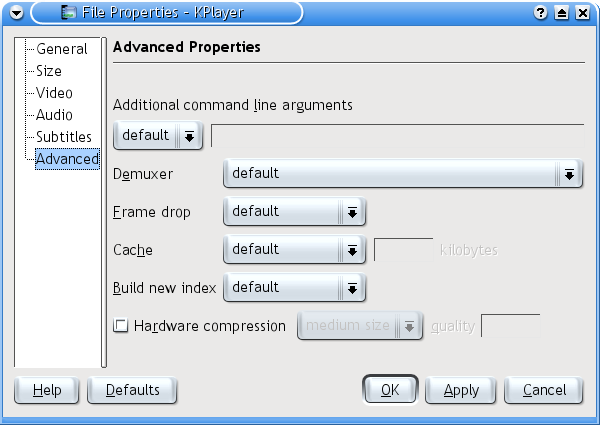 File Properties - KPlayer
General
Size
Video
Audio
Subtitles
Advanced
Advanced Properties
Additional command line arguments
default
Demuxer default
Frame drop default
Cache default kilobytes
Build new index default
Hardware compression medium size quality
Help Defaults OK Apply Cancel